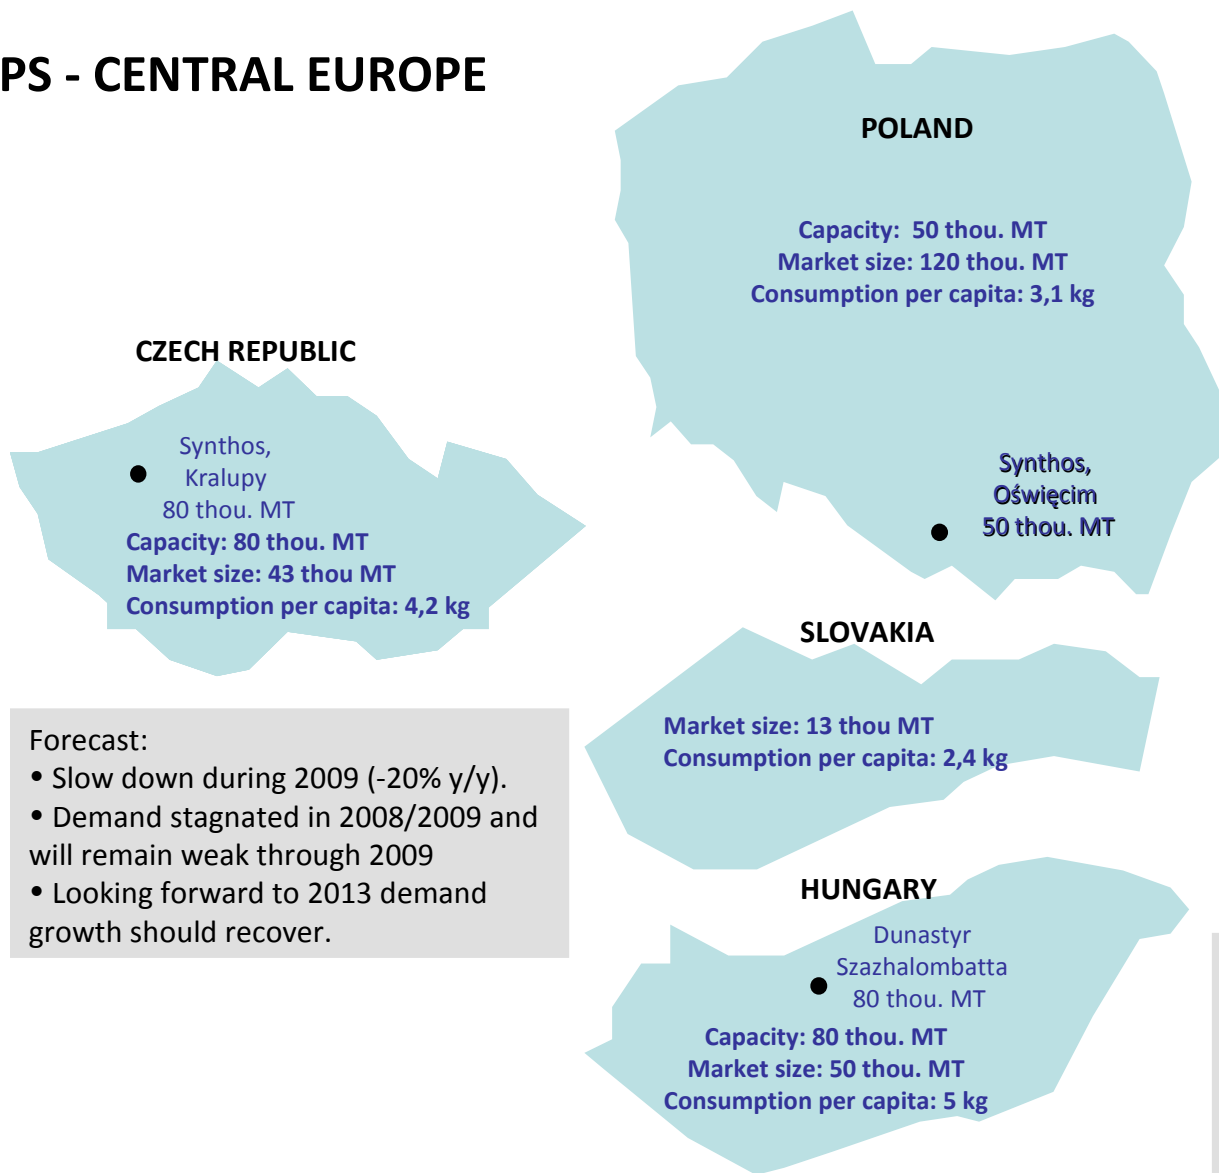 PS - CENTRAL EUROPE
POLAND
Capacity: 50 thou. MT
Market size: 120 thou. MT
Consumption per capita: 3,1 kg
Synthos,
Oświęcim
50 thou. MT
CZECH REPUBLIC
Synthos,
Kralupy
80 thou. MT
Capacity: 80 thou. MT
Market size: 43 thou MT
Consumption per capita: 4,2 kg
SLOVAKIA
Market size: 13 thou MT
Consumption per capita: 2,4 kg
Forecast:
• Slow down during 2009 (-20% y/y).
• Demand stagnated in 2008/2009 and
will remain weak through 2009
• Looking forward to 2013 demand
growth should recover.
HUNGARY
Dunastyr
Szazhalombatta
80 thou. MT
Capacity: 80 thou. MT
Market size: 50 thou. MT
Consumption per capita: 5 kg